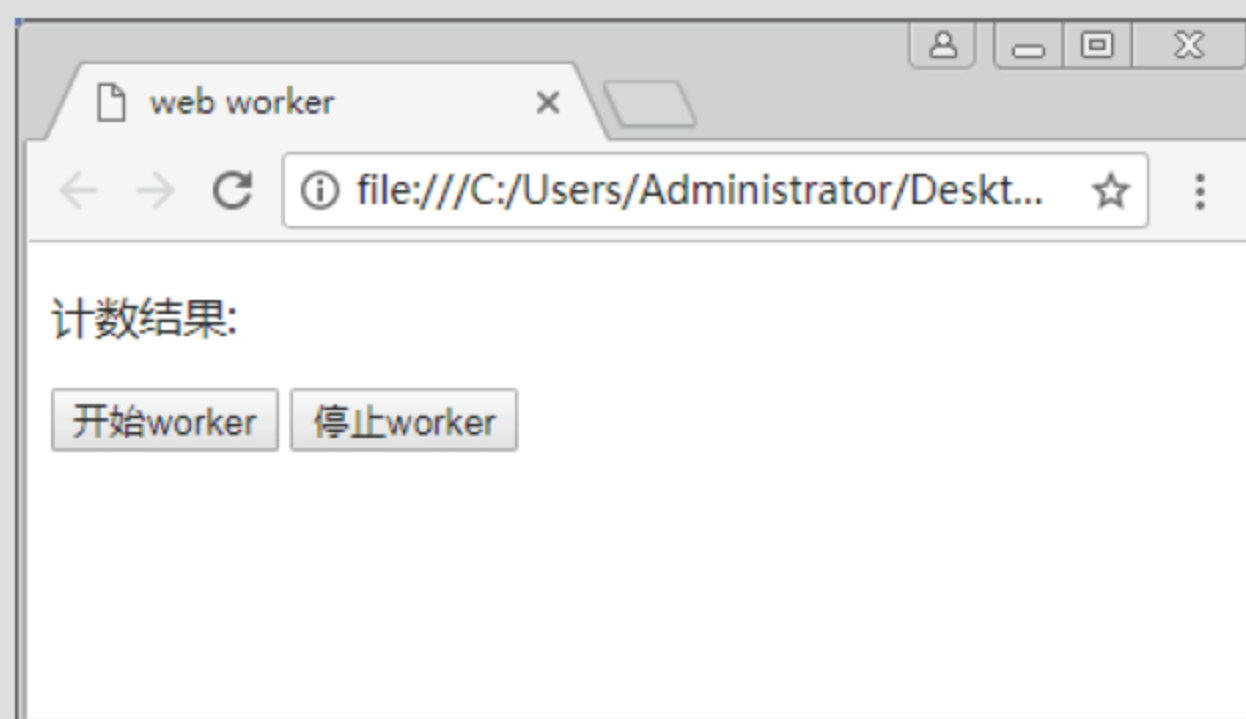 web worker
file:///C:/Users/Administrator/Deskt...
计数结果:
开始worker 停止worker